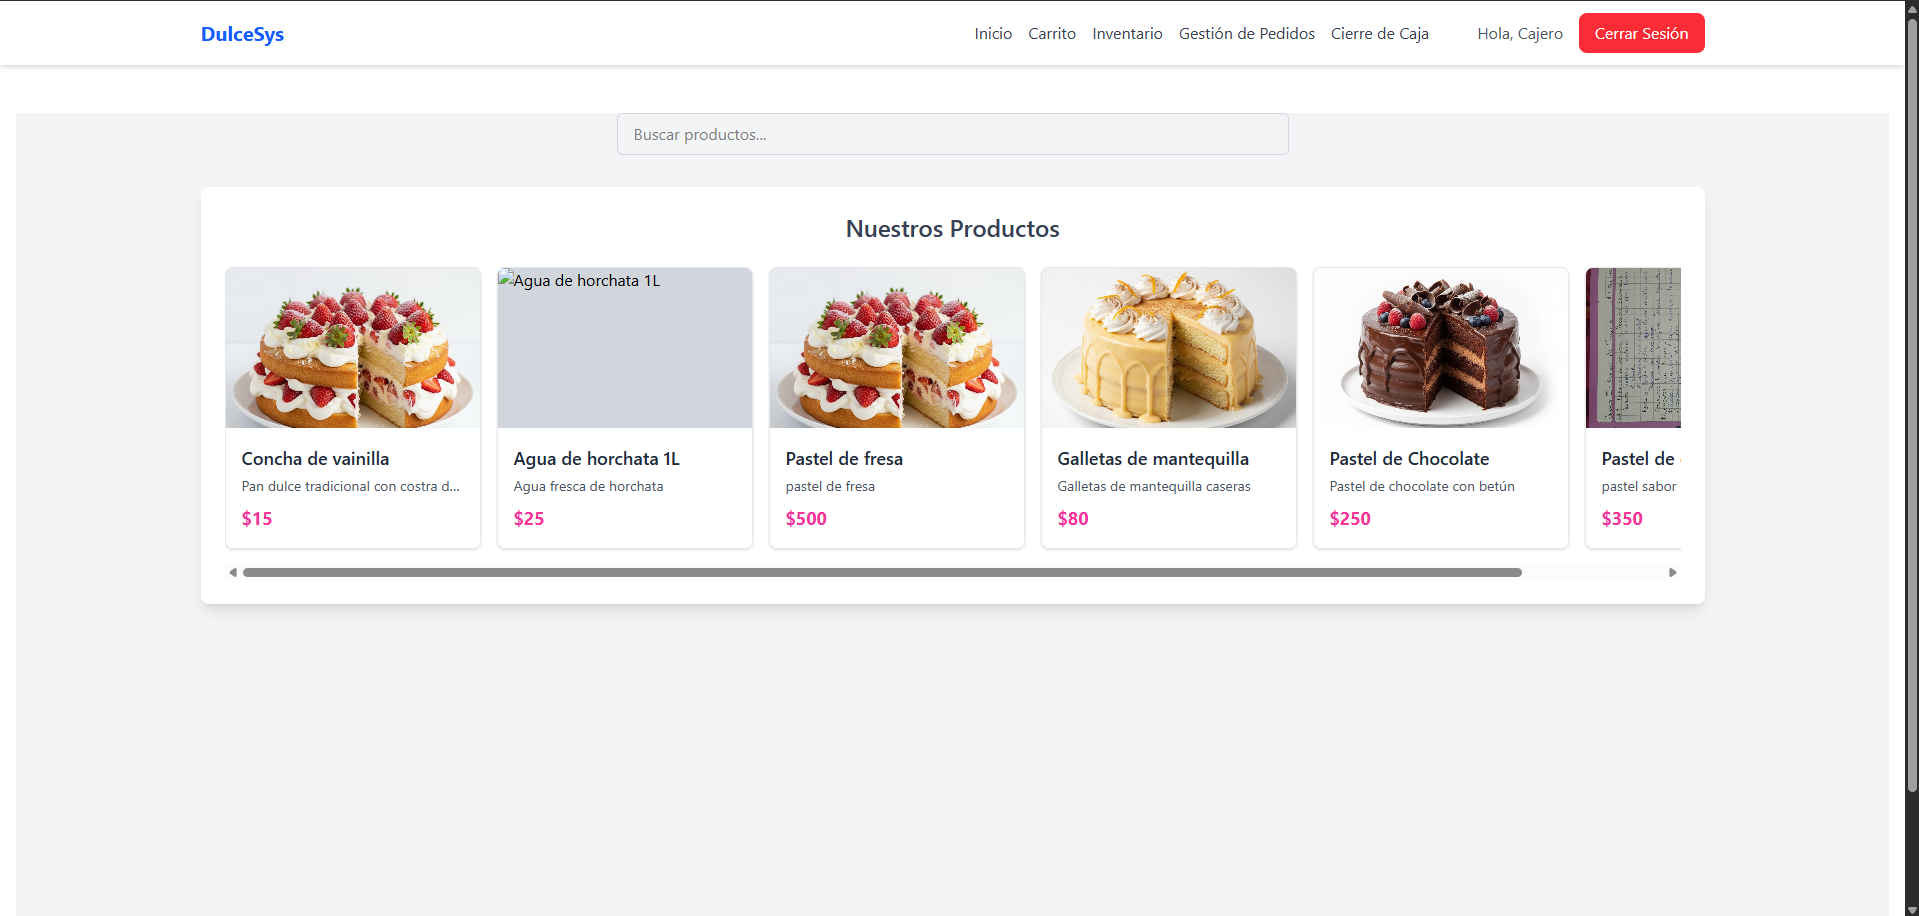 DulceSys
Inicio Carrito Inventario Gestión de Pedidos Cierre de Caja Hola, Cajero Cerrar Sesión
Buscar productos...
Nuestros Productos
Agua de horchata 1L
Concha de vainilla
Pan dulce tradicional con costra d...
$15
Agua de horchata 1L
Agua fresca de horchata
$25
Pastel de fresa
pastel de fresa
$500
Galletas de mantequilla
Galletas de mantequilla caseras
$80
Pastel de Chocolate
Pastel de chocolate con betún
$250
Pastel de
pastel sabor
$350